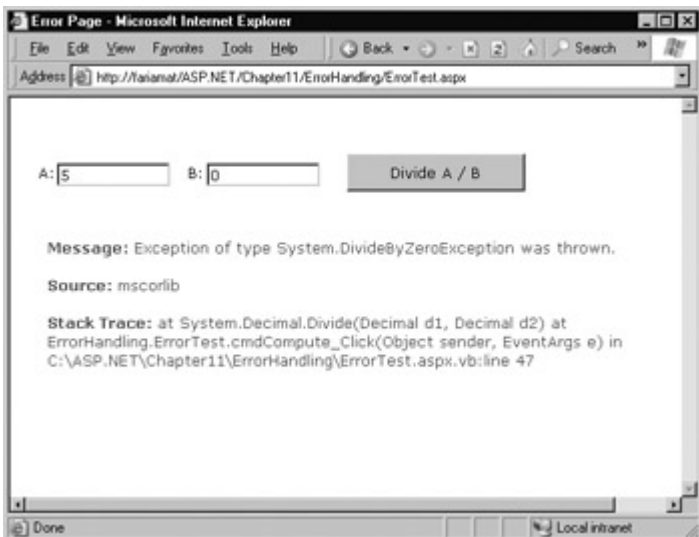 Error Page - Microsoft Internet Explorer
File Edit View Favorites Tools Help Back Search »
Address http://fariamat/ASP.NET/Chapter11/ErrorHandling/ErrorTest.aspx
A: 5 B: 0 Divide A / B
Message: Exception of type System.DivideByZeroException was thrown.
Source: mscorlib
Stack Trace: at System.Decimal.Divide(Decimal d1, Decimal d2) at
ErrorHandling.ErrorTest.cmdCompute_Click(Object sender, EventArgs e) in
C:\ASP.NET\Chapter11\ErrorHandling\ErrorTest.aspx.vb:line 47
Done Local intranet